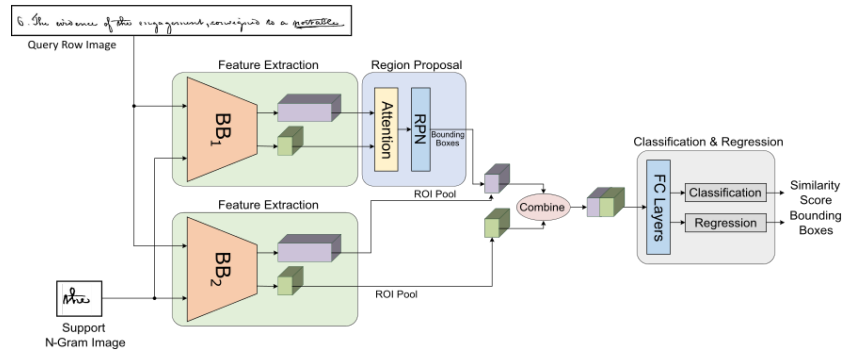 6. The evidence of the engagement, consigned to a portable
Query Row Image
Feature Extraction
Region Proposal
BB1
Attention
RPN
Bounding
Boxes
Classification & Regression
ROI Pool
FC Layers
Classification
Regression
Similarity
Score
Bounding
Boxes
Combine
Feature Extraction
BB2
ROI Pool
the
Support
N-Gram Image